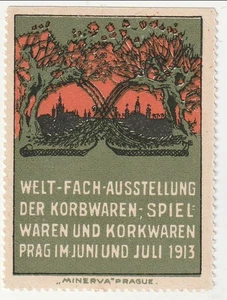 WELT-FACH-AUSSTELLUNG
DER KORBWAREN-, SPIEL-
WAREN UND KORKWAREN
PRAG IM JUNI UND JULI 1913
„MINERVA" PRAGUE.